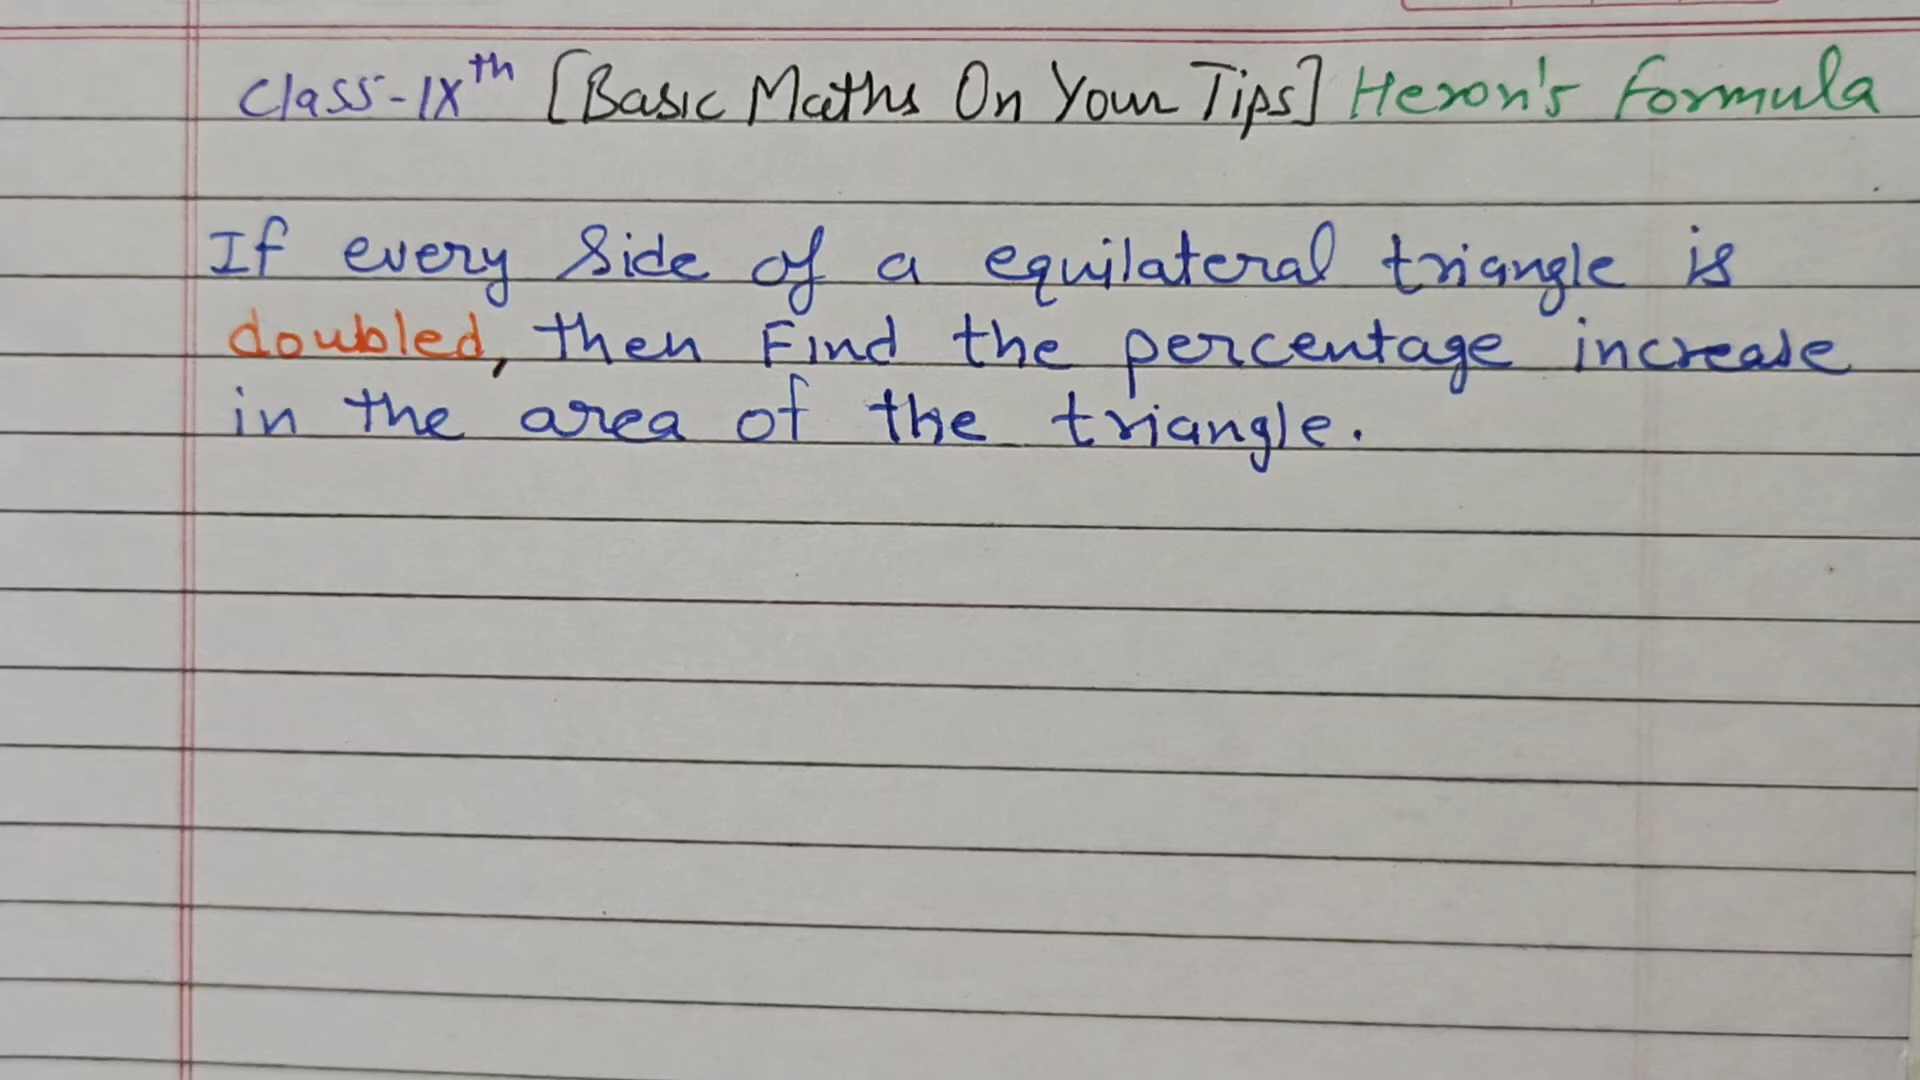 Class-IXth [Basic Maths On Your Tips] Heron's Formula
If every side of a equilateral triangle is
doubled, then Find the percentage increase
in the area of the triangle.